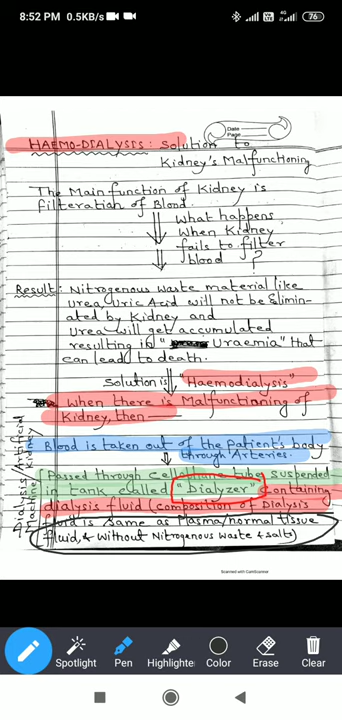 8:52 PM 0.5KB/s
4G
76
Date
Page
HAEMO-DIALYSIS: Solution to
Kidney's Malfunctioning
The Main function of Kidney is
filteration of Blood.
What happens
When Kidney
fails to filter
blood ?
Result: Nitrogenous waste material like
Urea, Uric Acid will not be Elimin-
ated by Kidney and
Urea will get accumulated
resulting in " Uraemia" that
can lead to death.
Solution is "Haemodialysis"
When there is Malfunctioning of
Kidney, then
Blood is taken out of the patient's body
through Arteries.
Dialysis/Artificial
Machine Kidney
Passed through Cellophane tube suspended
in tank called "Dialyzer" containing
dialysis fluid (composition of Dialysis
fluid is same as Plasma/normal tissue
fluid, & without Nitrogenous waste & salts)
Scanned with CamScanner
Spotlight Pen Highlighter Color Erase Clear